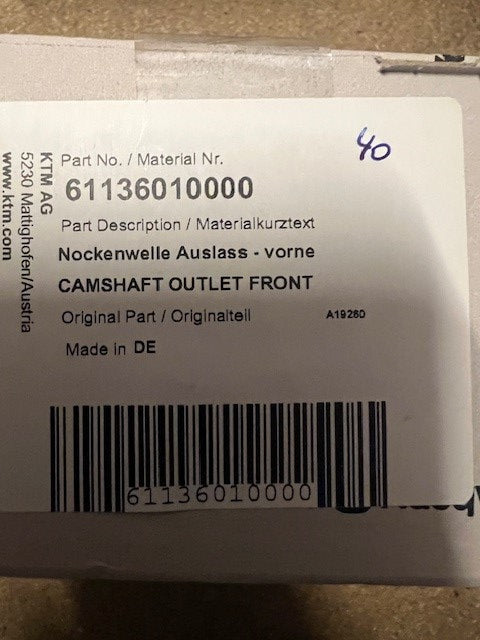 40
Part No. / Material Nr.
61136010000
Part Description / Materialkurztext
Nockenwelle Auslass - vorne
CAMSHAFT OUTLET FRONT
Original Part / Originalteil A19280
Made in DE
61136010000
KTM AG
5230 Mattighofen/Austria
www.ktm.com